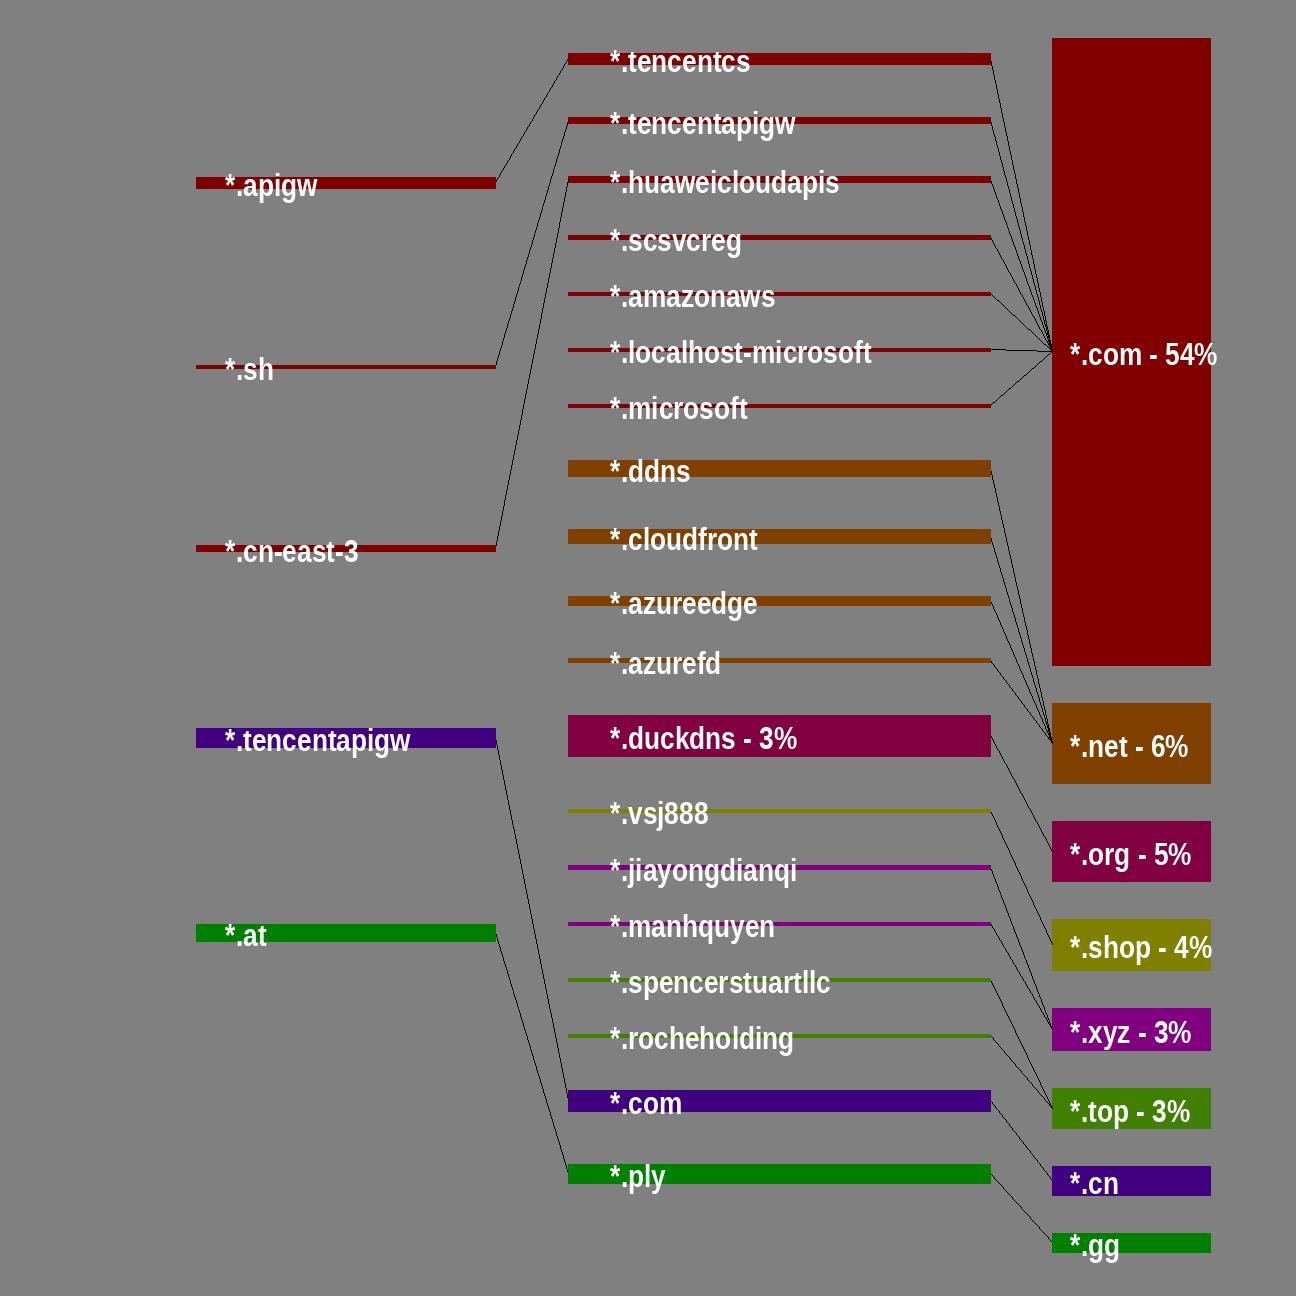 *.apigw
*.sh
*.cn-east-3
*.tencentapigw
*.at
*.tencentcs
*.tencentapigw
*.huaweicloudapis
*.scsvcreg
*.amazonaws
*.localhost-microsoft
*.microsoft
*.ddns
*.cloudfront
*.azureedge
*.azurefd
*.duckdns - 3%
*.vsj888
*.jiayongdianqi
*.manhquyen
*.spencerstuartllc
*.rocheholding
*.com
*.ply
*.com - 54%
*.net - 6%
*.org - 5%
*.shop - 4%
*.xyz - 3%
*.top - 3%
*.cn
*.gg